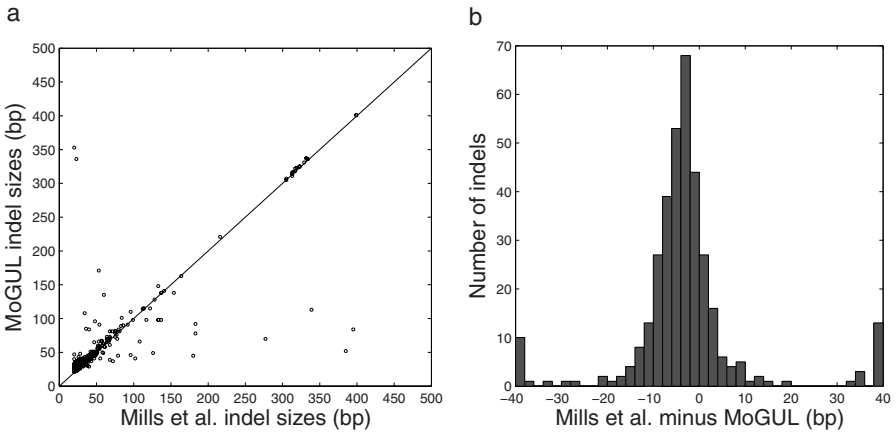 a
500
450
400
350
300
250
200
150
100
50
0
MoGUL indel sizes (bp)
0 50 100 150 200 250 300 350 400 450 500
Mills et al. indel sizes (bp)
b
70
60
50
40
30
20
10
0
Number of indels
−40 −30 −20 −10 0 10 20 30 40
Mills et al. minus MoGUL (bp)